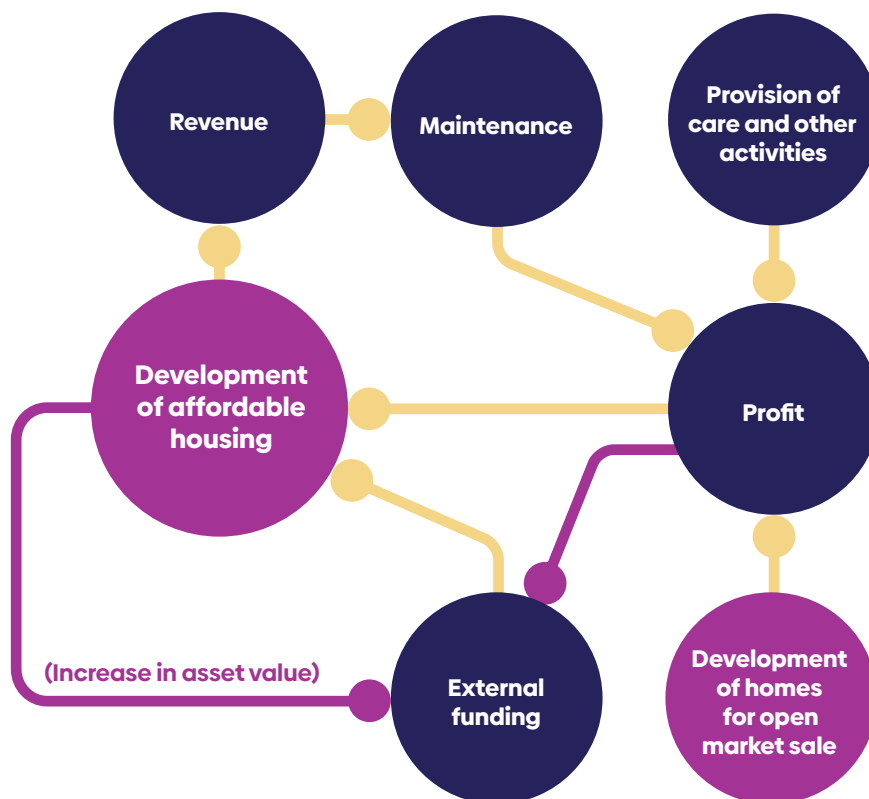 Revenue
Maintenance
Provision of
care and other
activities
Development
of affordable
housing
Profit
(Increase in asset value)
External
funding
Development
of homes
for open
market sale